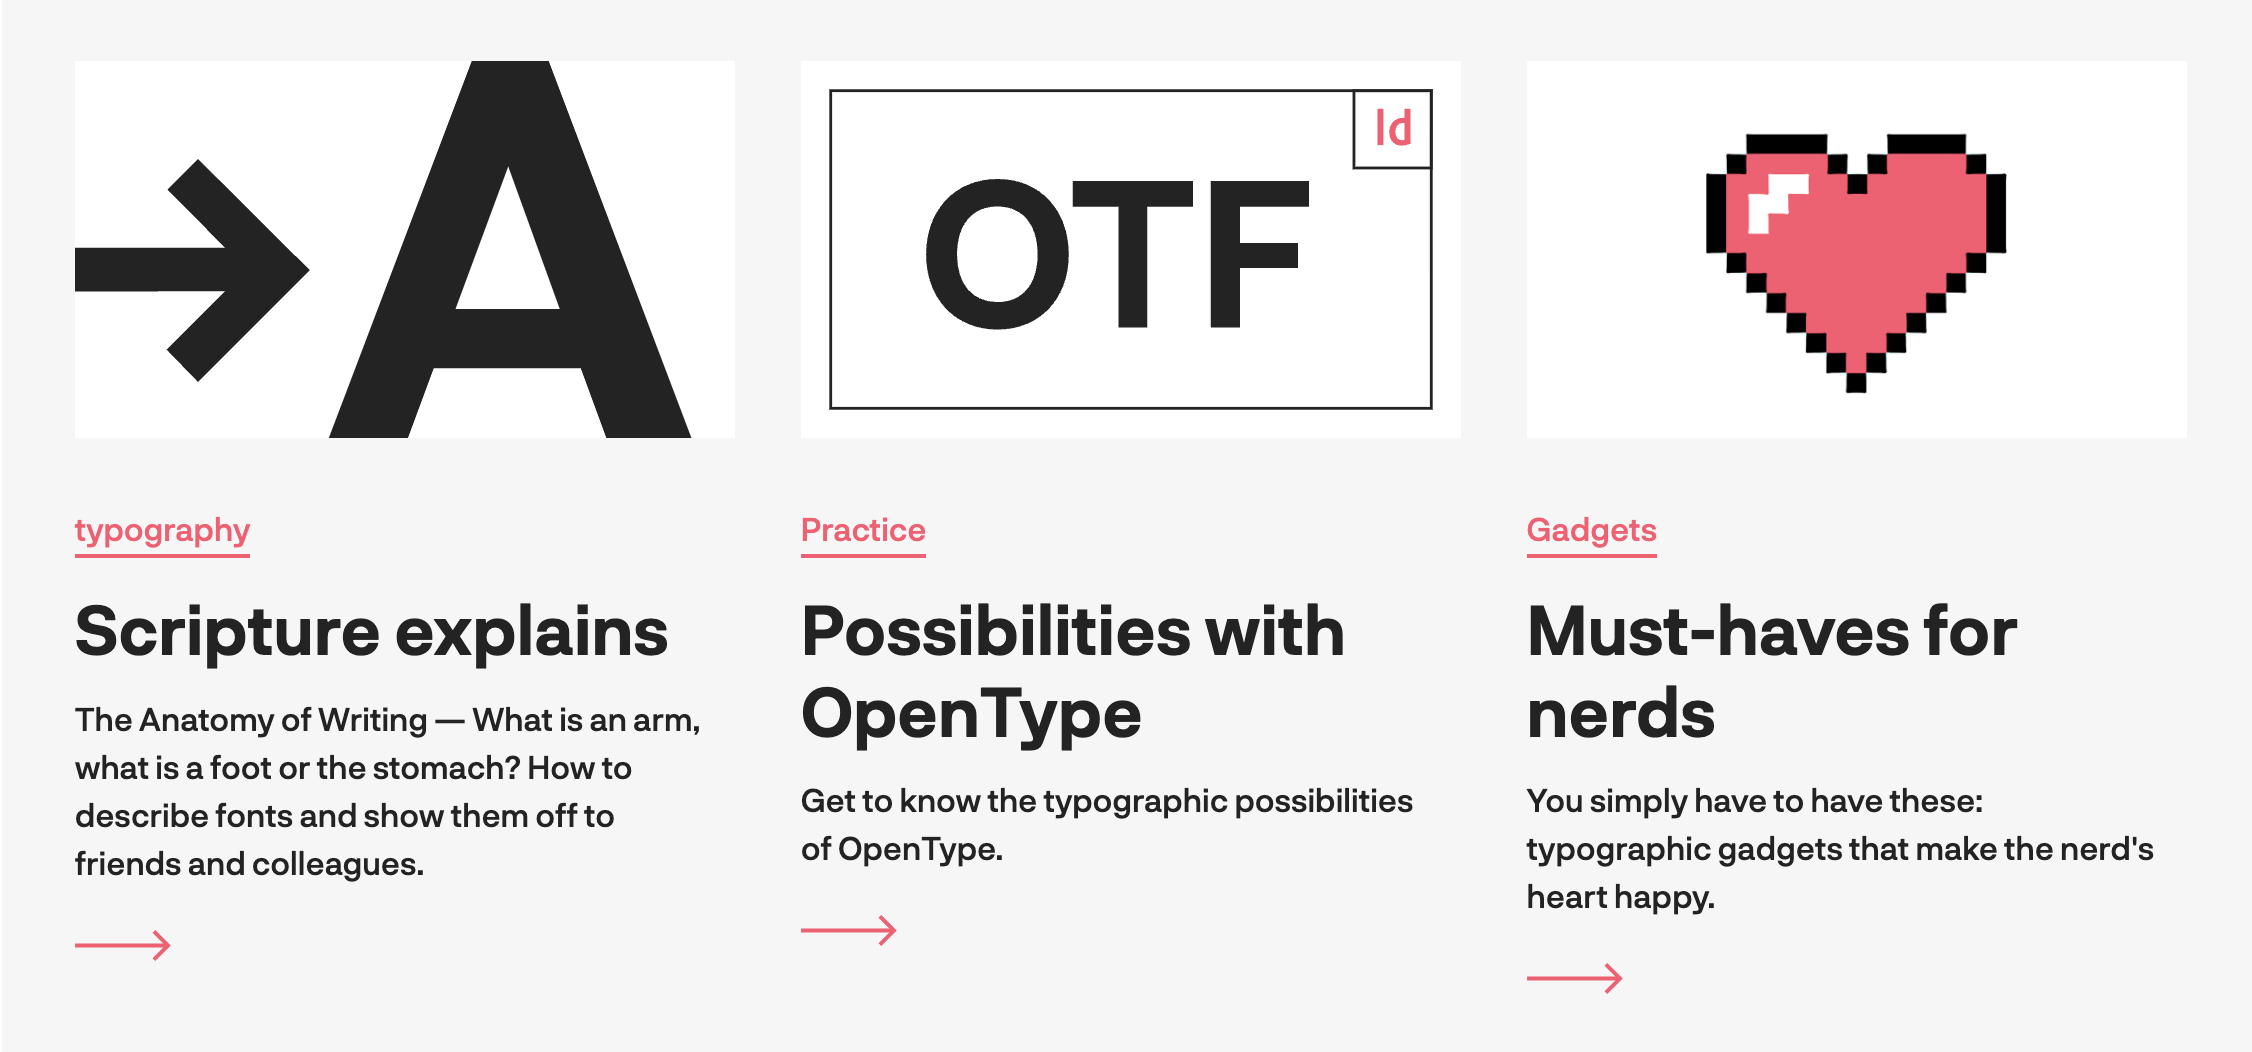 A
OTF
Id
typography
Scripture explains
The Anatomy of Writing — What is an arm,
what is a foot or the stomach? How to
describe fonts and show them off to
friends and colleagues.
Practice
Possibilities with
OpenType
Get to know the typographic possibilities
of OpenType.
Gadgets
Must-haves for
nerds
You simply have to have these:
typographic gadgets that make the nerd's
heart happy.